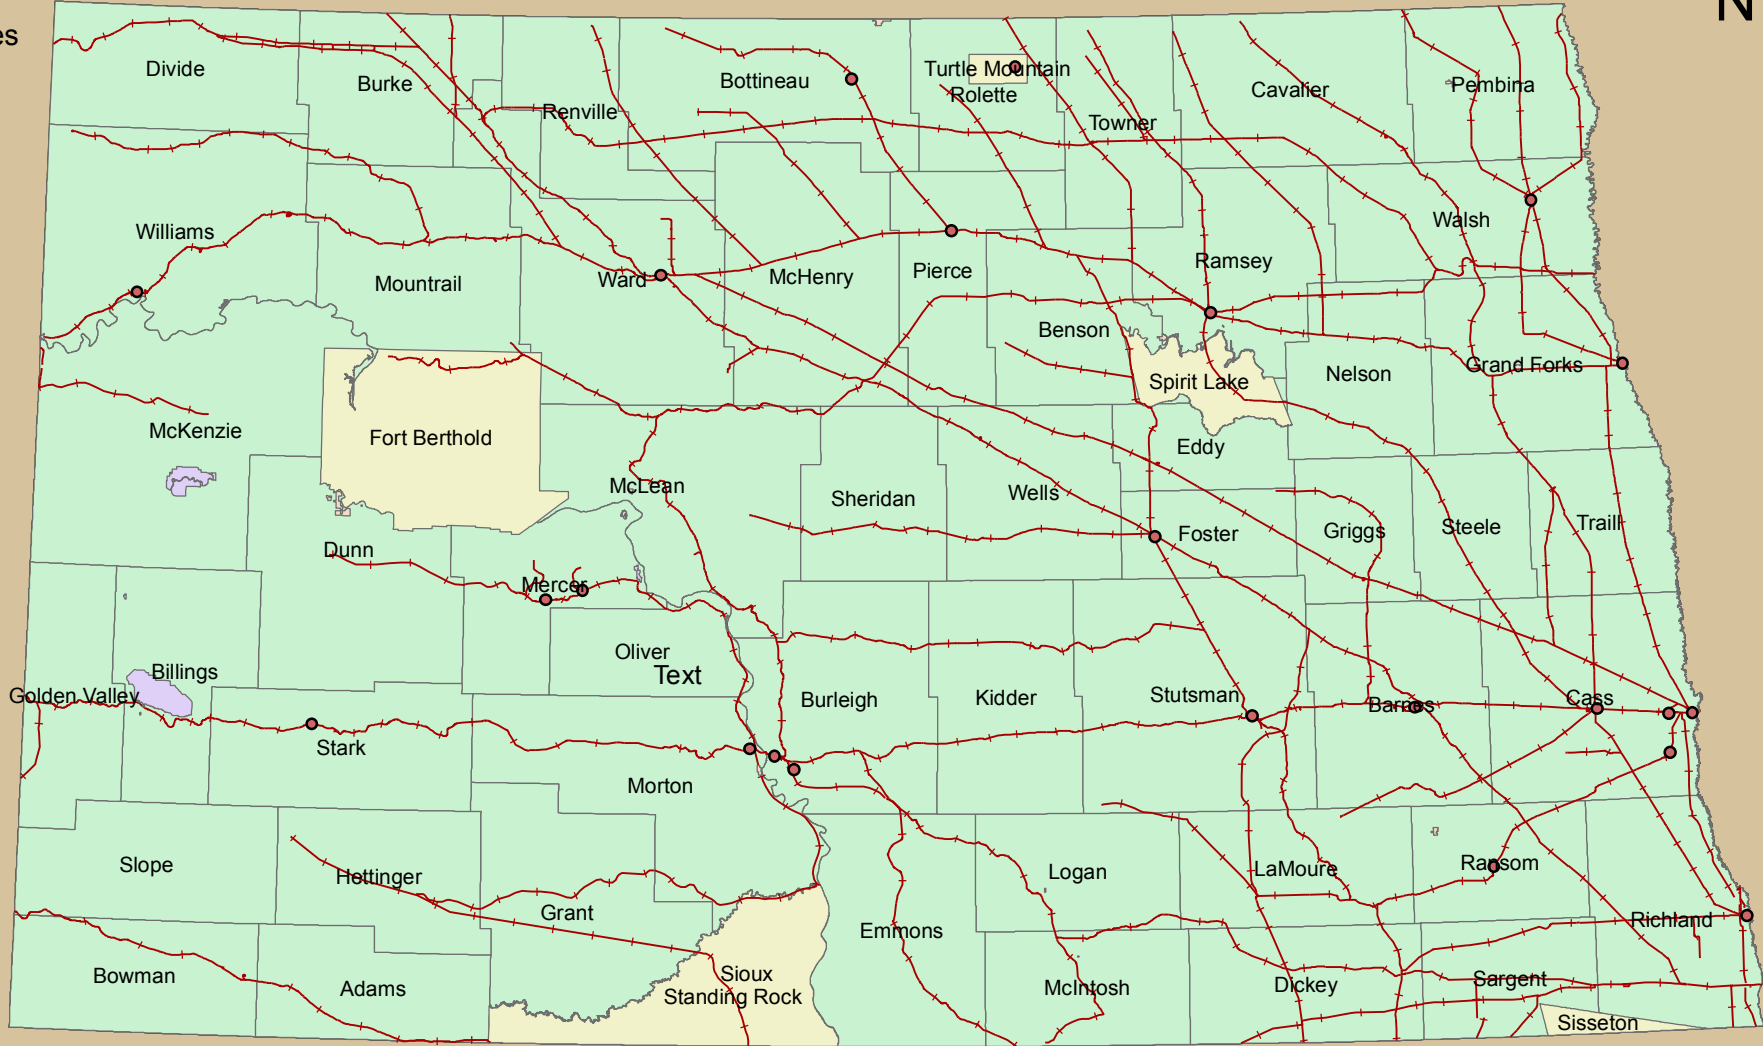 N
es
Divide
Burke
Renville
Bottineau
Turtle Mountain
Rolette
Towner
Cavalier
Pembina
Williams
Mountrail
Ward
McHenry
Pierce
Benson
Ramsey
Walsh
Spirit Lake
Nelson
Grand Forks
McKenzie
Fort Berthold
McLean
Sheridan
Wells
Eddy
Foster
Griggs
Steele
Traill
Dunn
Mercer
Oliver
Text
Billings
Golden Valley
Stark
Morton
Burleigh
Kidder
Stutsman
Barnes
Cass
Slope
Hettinger
Grant
Emmons
Logan
LaMoure
Ransom
Richland
Bowman
Adams
Sioux
Standing Rock
McIntosh
Dickey
Sargent
Sisseton